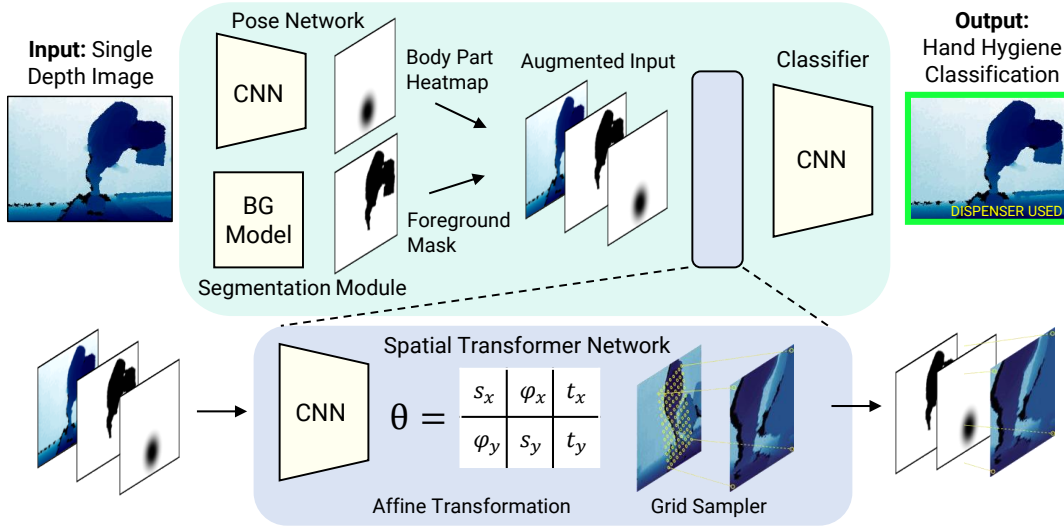 Input: Single
Depth Image
Pose Network
CNN
Body Part
Heatmap
BG
Model
Foreground
Mask
Segmentation Module
Augmented Input
Classifier
CNN
Output:
Hand Hygiene
Classification
DISPENSER USED
Spatial Transformer Network
CNN
θ =
s_x φ_x t_x
φ_y s_y t_y
Affine Transformation
Grid Sampler